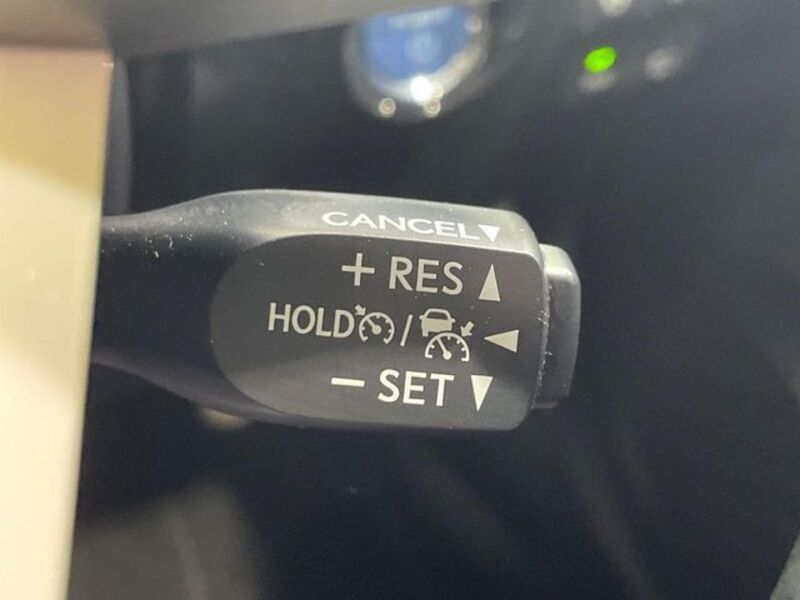 CANCEL▼
+ RES ▲
HOLD / ◀
− SET ▼